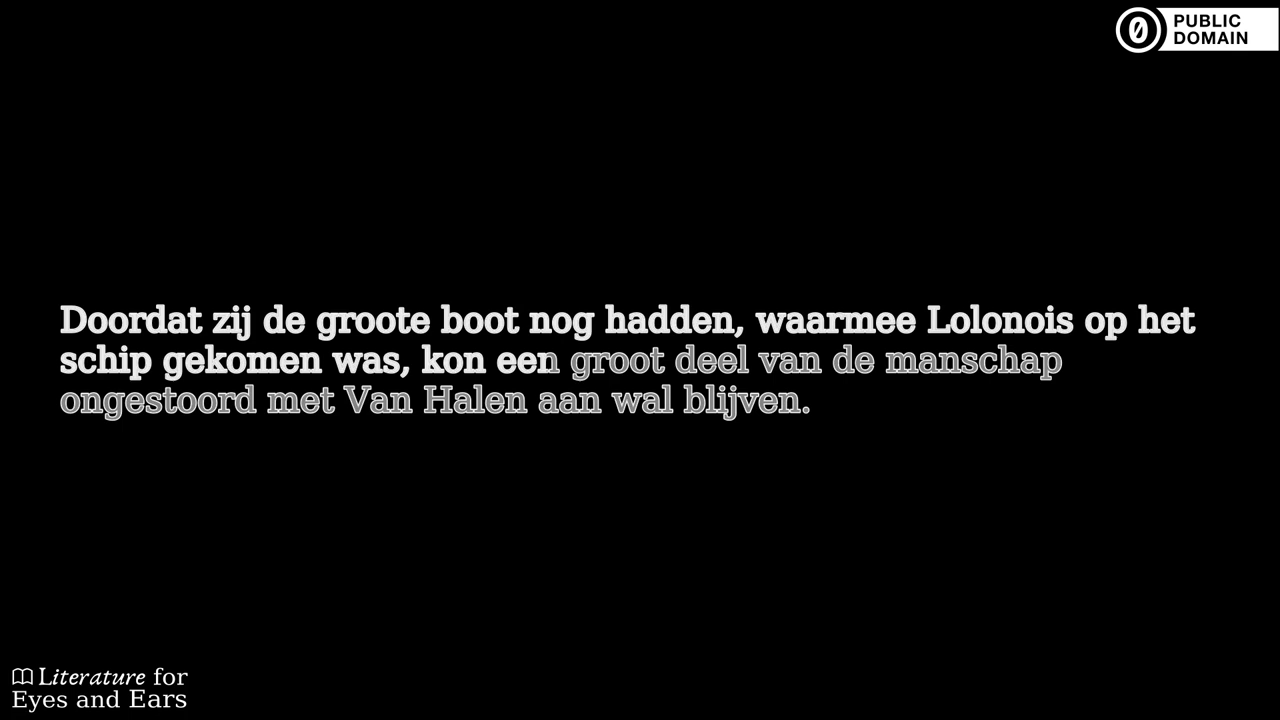 PUBLIC
DOMAIN
Doordat zij de groote boot nog hadden, waarmee Lolonois op het
schip gekomen was, kon een groot deel van de manschap
ongestoord met Van Halen aan wal blijven.
Literature for
Eyes and Ears